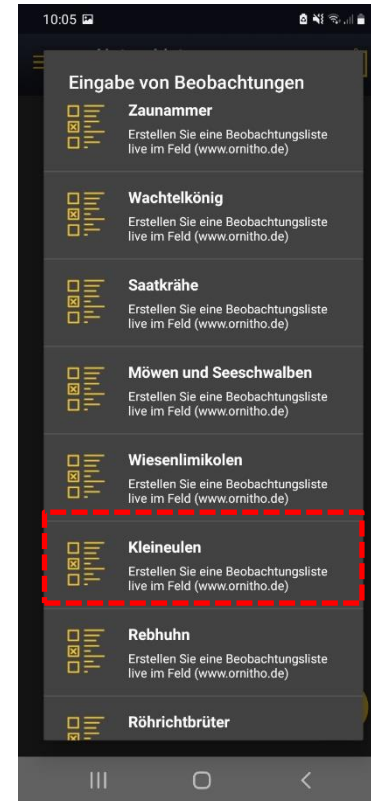 10:05
Eingabe von Beobachtungen
Zaunammer
Erstellen Sie eine Beobachtungsliste
live im Feld (www.ornitho.de)
Wachtelkönig
Erstellen Sie eine Beobachtungsliste
live im Feld (www.ornitho.de)
Saatkrähe
Erstellen Sie eine Beobachtungsliste
live im Feld (www.ornitho.de)
Möwen und Seeschwalben
Erstellen Sie eine Beobachtungsliste
live im Feld (www.ornitho.de)
Wiesenlimikolen
Erstellen Sie eine Beobachtungsliste
live im Feld (www.ornitho.de)
Kleineulen
Erstellen Sie eine Beobachtungsliste
live im Feld (www.ornitho.de)
Rebhuhn
Erstellen Sie eine Beobachtungsliste
live im Feld (www.ornitho.de)
Röhrichtbrüter